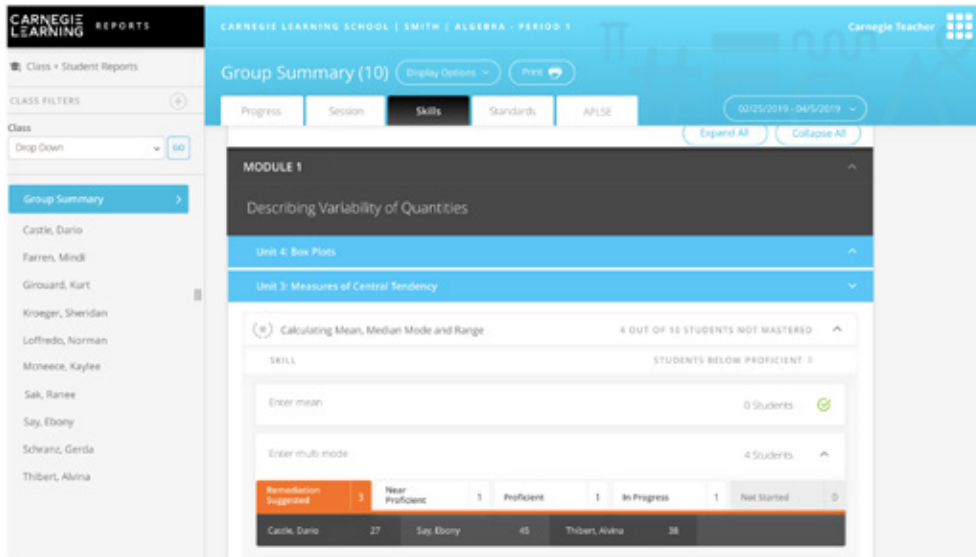 CARNEGIE LEARNING REPORTS
CARNEGIE LEARNING SCHOOL | SMITH | ALGEBRA - PERIOD 1
Carnegie Teacher
Class + Student Reports
CLASS FILTERS
Class
Drop Down
GO
Group Summary
Castle, Dario
Farren, Mindi
Girouard, Kurt
Kroeger, Sheridan
Loffredo, Norman
Mcneece, Kaylee
Sak, Ranee
Say, Ebony
Schranz, Gerda
Thibert, Alvina
Group Summary (10) Display Options Print
Progress Session Skills Standards APLSE 02/25/2019 - 04/5/2019
Expand All Collapse All
MODULE 1
Describing Variability of Quantities
Unit 4: Box Plots
Unit 3: Measures of Central Tendency
Calculating Mean, Median Mode and Range 4 OUT OF 10 STUDENTS NOT MASTERED
SKILL STUDENTS BELOW PROFICIENT
Enter mean 0 Students
Enter multi mode 4 Students
Remediation Suggested 3 Near Proficient 1 Proficient 1 In Progress 1 Not Started 0
Castle, Dario 27 Say, Ebony 45 Thibert, Alvina 38